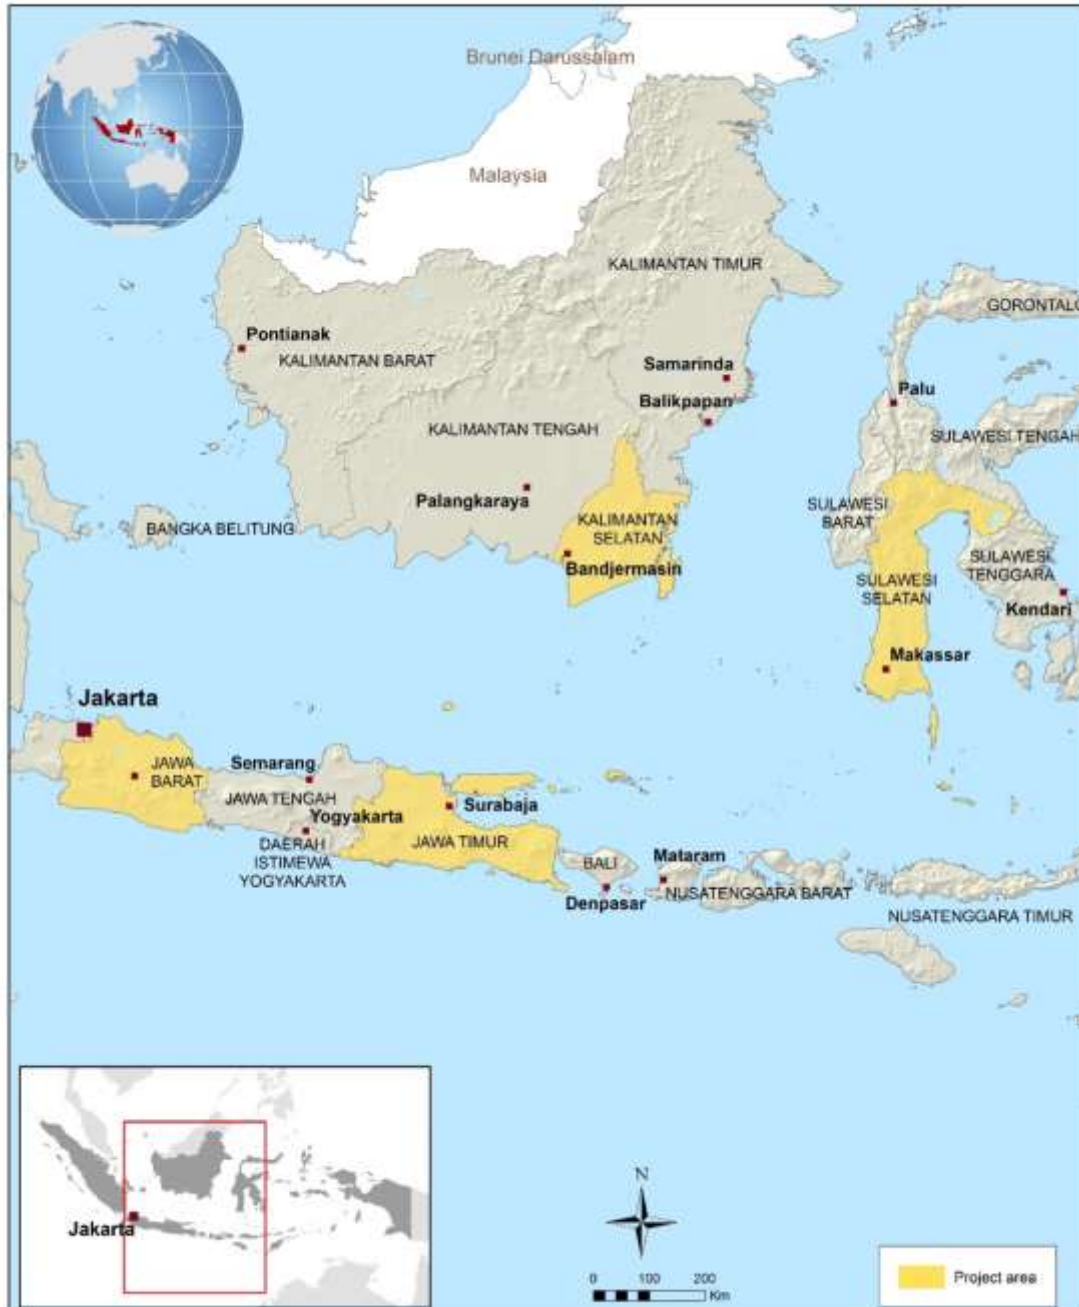 Brunei Darussalam
Malaysia
KALIMANTAN TIMUR
GORONTALO
Pontianak
KALIMANTAN BARAT
Samarinda
Balikpapan
Palu
KALIMANTAN TENGAH
SULAWESI TENGAH
Palangkaraya
SULAWESI
BARAT
BANGKA BELITUNG
KALIMANTAN
SELATAN
Bandjermasin
SULAWESI
TENGGARA
SULAWESI
SELATAN
Kendari
Makassar
Jakarta
JAWA
BARAT
Semarang
JAWA TENGAH
Yogyakarta
Surabaja
JAWA TIMUR
DAERAH
ISTIMEWA
YOGYAKARTA
BALI
Mataram
Denpasar
NUSATENGGARA BARAT
NUSATENGGARA TIMUR
Jakarta
N
0 100 200
Km
Project area